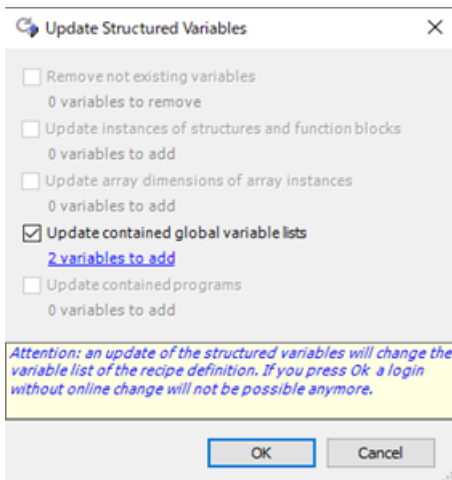 Update Structured Variables
Remove not existing variables
0 variables to remove
Update instances of structures and function blocks
0 variables to add
Update array dimensions of array instances
0 variables to add
Update contained global variable lists
2 variables to add
Update contained programs
0 variables to add
Attention: an update of the structured variables will change the
variable list of the recipe definition. If you press Ok a login
without online change will not be possible anymore.
OK Cancel